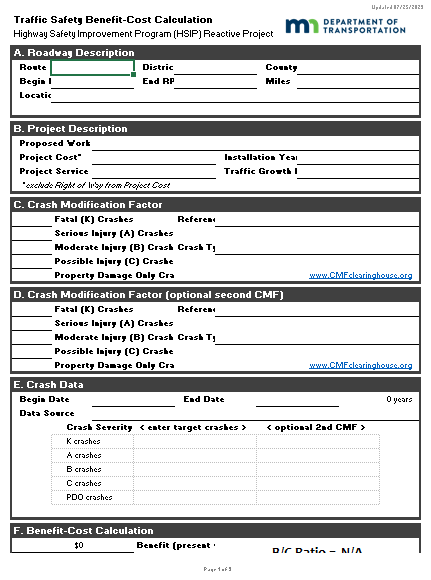 Updated 07/25/2023
Traffic Safety Benefit-Cost Calculation
Highway Safety Improvement Program (HSIP) Reactive Project
DEPARTMENT OF
TRANSPORTATION
A. Roadway Description
Route Distric County
Begin End RP Miles
Locatic
B. Project Description
Proposed Work
Project Cost* Installation Yea
Project Service Traffic Growth
*exclude Right of Way from Project Cost
C. Crash Modification Factor
Fatal (K) Crashes Referen
Serious Injury (A) Crashes
Moderate Injury (B) Crash Crash Ty
Possible Injury (C) Crashe
Property Damage Only Cra www.CMFclearinghouse.org
D. Crash Modification Factor (optional second CMF)
Fatal (K) Crashes Referen
Serious Injury (A) Crashes
Moderate Injury (B) Crash Crash Ty
Possible Injury (C) Crashe
Property Damage Only Cra www.CMFclearinghouse.org
E. Crash Data
Begin Date End Date 0 years
Data Source
Crash Severity < enter target crashes > < optional 2nd CMF >
K crashes
A crashes
B crashes
C crashes
PDO crashes
F. Benefit-Cost Calculation
$0 Benefit (present B/C Ratio = N/A